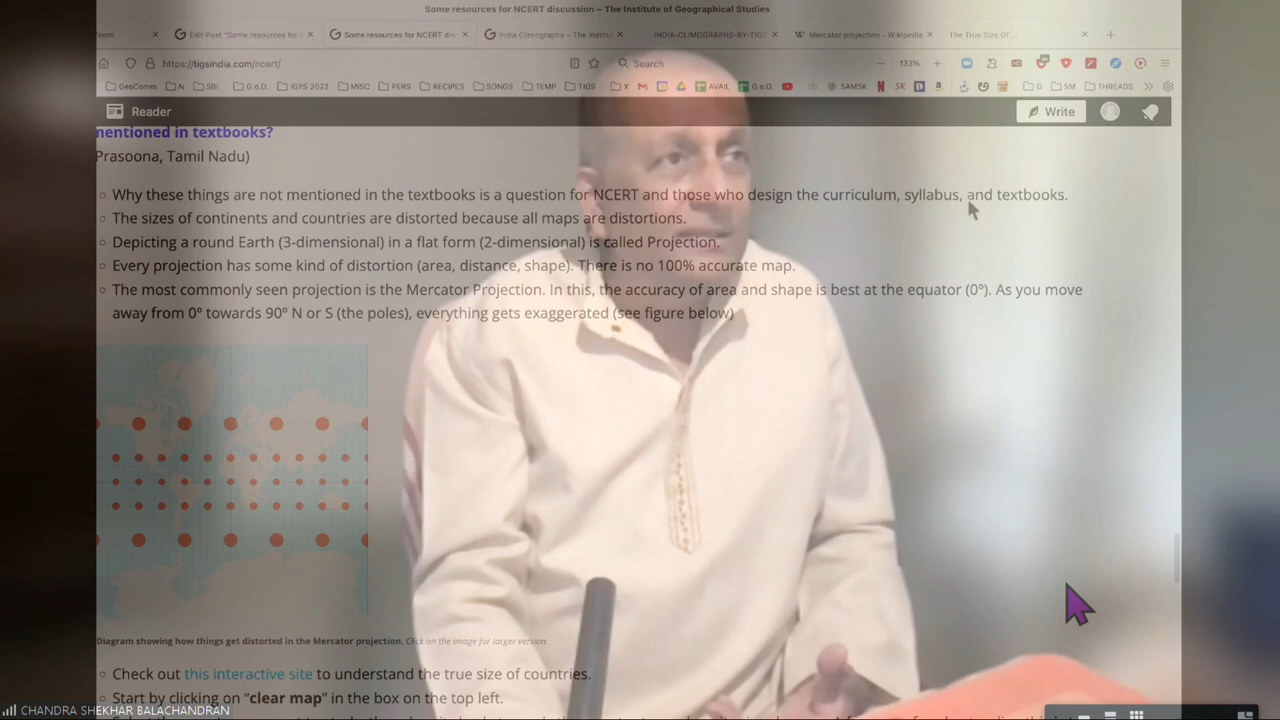 Some resources for NCERT discussion – The Institute of Geographical Studies
oom
Edit Post "Some resources for N
Some resources for NCERT dis
India Climographs – The Institu
INDIA-CLIMOGRAPHS-BY-TIGS
Mercator projection - Wikipedia
The True Size Of ...
https://tigsindia.com/ncert/
Search
133%
GeoComm
N
SBI
G.o.D.
IGYS 2022
MISC
PERS
RECIPES
SONGS
TEMP
TIGS
X
AVAIL
G.o.D
SAMSK
G
SM
THREADS
Reader
Write
mentioned in textbooks?
Prasoona, Tamil Nadu)
Why these things are not mentioned in the textbooks is a question for NCERT and those who design the curriculum, syllabus, and textbooks.
The sizes of continents and countries are distorted because all maps are distortions.
Depicting a round Earth (3-dimensional) in a flat form (2-dimensional) is called Projection.
Every projection has some kind of distortion (area, distance, shape). There is no 100% accurate map.
The most commonly seen projection is the Mercator Projection. In this, the accuracy of area and shape is best at the equator (0º). As you move
away from 0º towards 90º N or S (the poles), everything gets exaggerated (see figure below)
Diagram showing how things get distorted in the Mercator projection. Click on the image for larger version.
Check out this interactive site to understand the true size of countries.
Start by clicking on "clear map" in the box on the top left.
CHANDRA SHEKHAR BALACHANDRAN